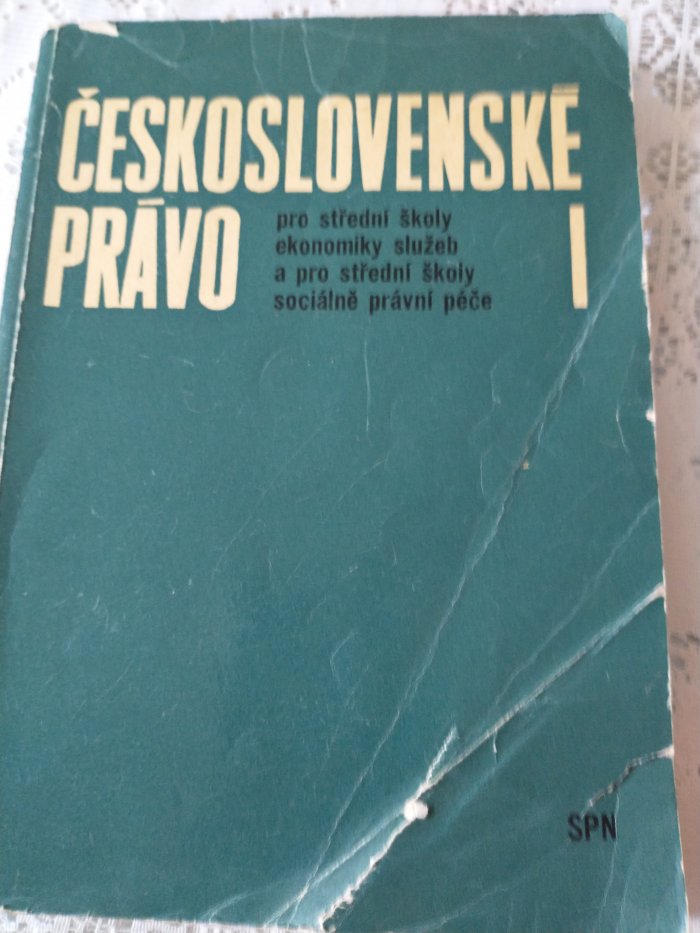 ČESKOSLOVENSKÉ
PRÁVO I
pro střední školy
ekonomiky služeb
a pro střední školy
sociálně právní péče
SPN